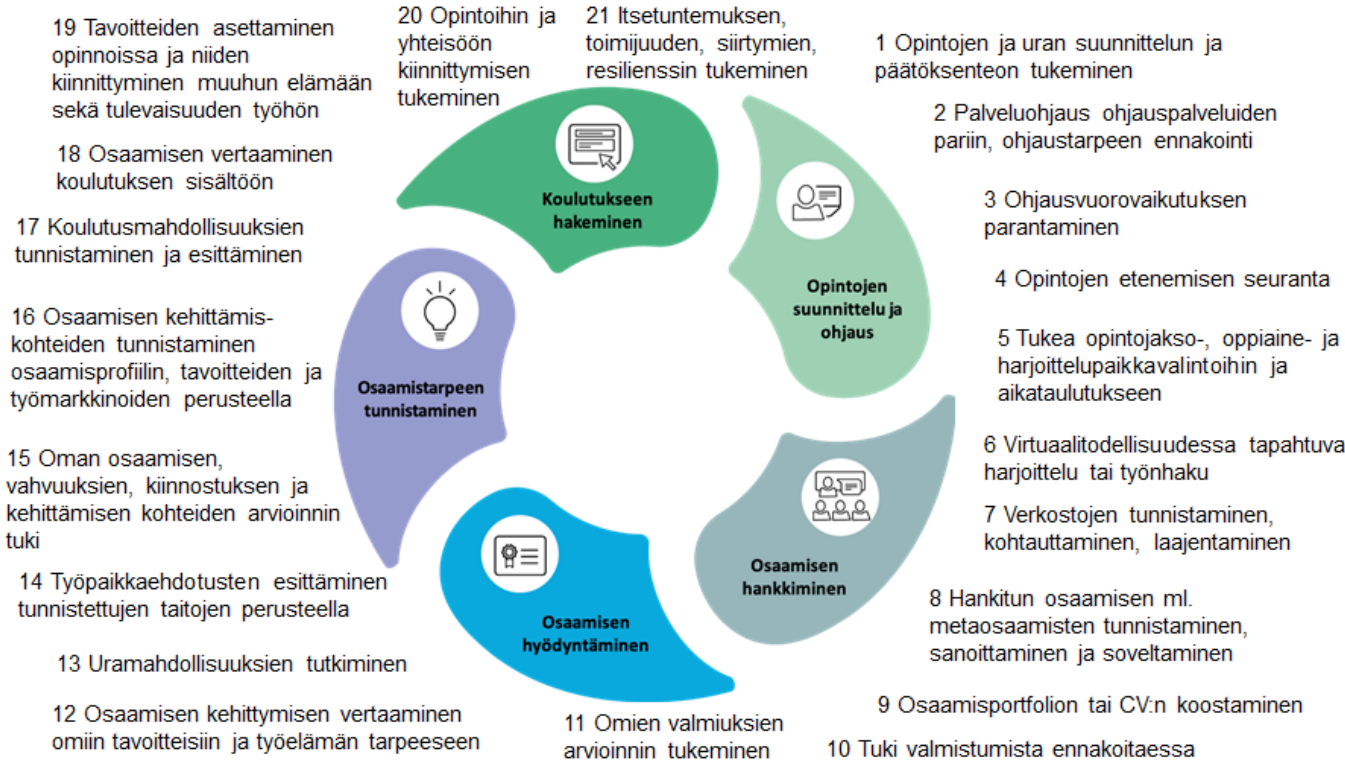 19 Tavoitteiden asettaminen
opinnoissa ja niiden
kiinnittyminen muuhun elämään
sekä tulevaisuuden työhön
20 Opintoihin ja
yhteisöön
kiinnittymisen
tukeminen
21 Itsetuntemuksen,
toimijuuden, siirtymien,
resilienssin tukeminen
1 Opintojen ja uran suunnittelun ja
päätöksenteon tukeminen
2 Palveluohjaus ohjauspalveluiden
pariin, ohjaustarpeen ennakointi
3 Ohjausvuorovaikutuksen
parantaminen
4 Opintojen etenemisen seuranta
5 Tukea opintojakso-, oppiaine- ja
harjoittelupaikkavalintoihin ja
aikataulutukseen
6 Virtuaalitodellisuudessa tapahtuva
harjoittelu tai työnhaku
7 Verkostojen tunnistaminen,
kohtauttaminen, laajentaminen
8 Hankitun osaamisen ml.
metaosaamisten tunnistaminen,
sanoittaminen ja soveltaminen
9 Osaamisportfolion tai CV:n koostaminen
10 Tuki valmistumista ennakoitaessa
11 Omien valmiuksien
arvioinnin tukeminen
12 Osaamisen kehittymisen vertaaminen
omiin tavoitteisiin ja työelämän tarpeeseen
13 Uramahdollisuuksien tutkiminen
14 Työpaikkaehdotusten esittäminen
tunnistettujen taitojen perusteella
15 Oman osaamisen,
vahvuuksien, kiinnostuksen ja
kehittämisen kohteiden arvioinnin
tuki
16 Osaamisen kehittämis-
kohteiden tunnistaminen
osaamisprofiilin, tavoitteiden ja
työmarkkinoiden perusteella
17 Koulutusmahdollisuuksien
tunnistaminen ja esittäminen
18 Osaamisen vertaaminen
koulutuksen sisältöön
Koulutukseen
hakeminen
Opintojen
suunnittelu ja
ohjaus
Osaamisen
hankkiminen
Osaamisen
hyödyntäminen
Osaamistarpeen
tunnistaminen